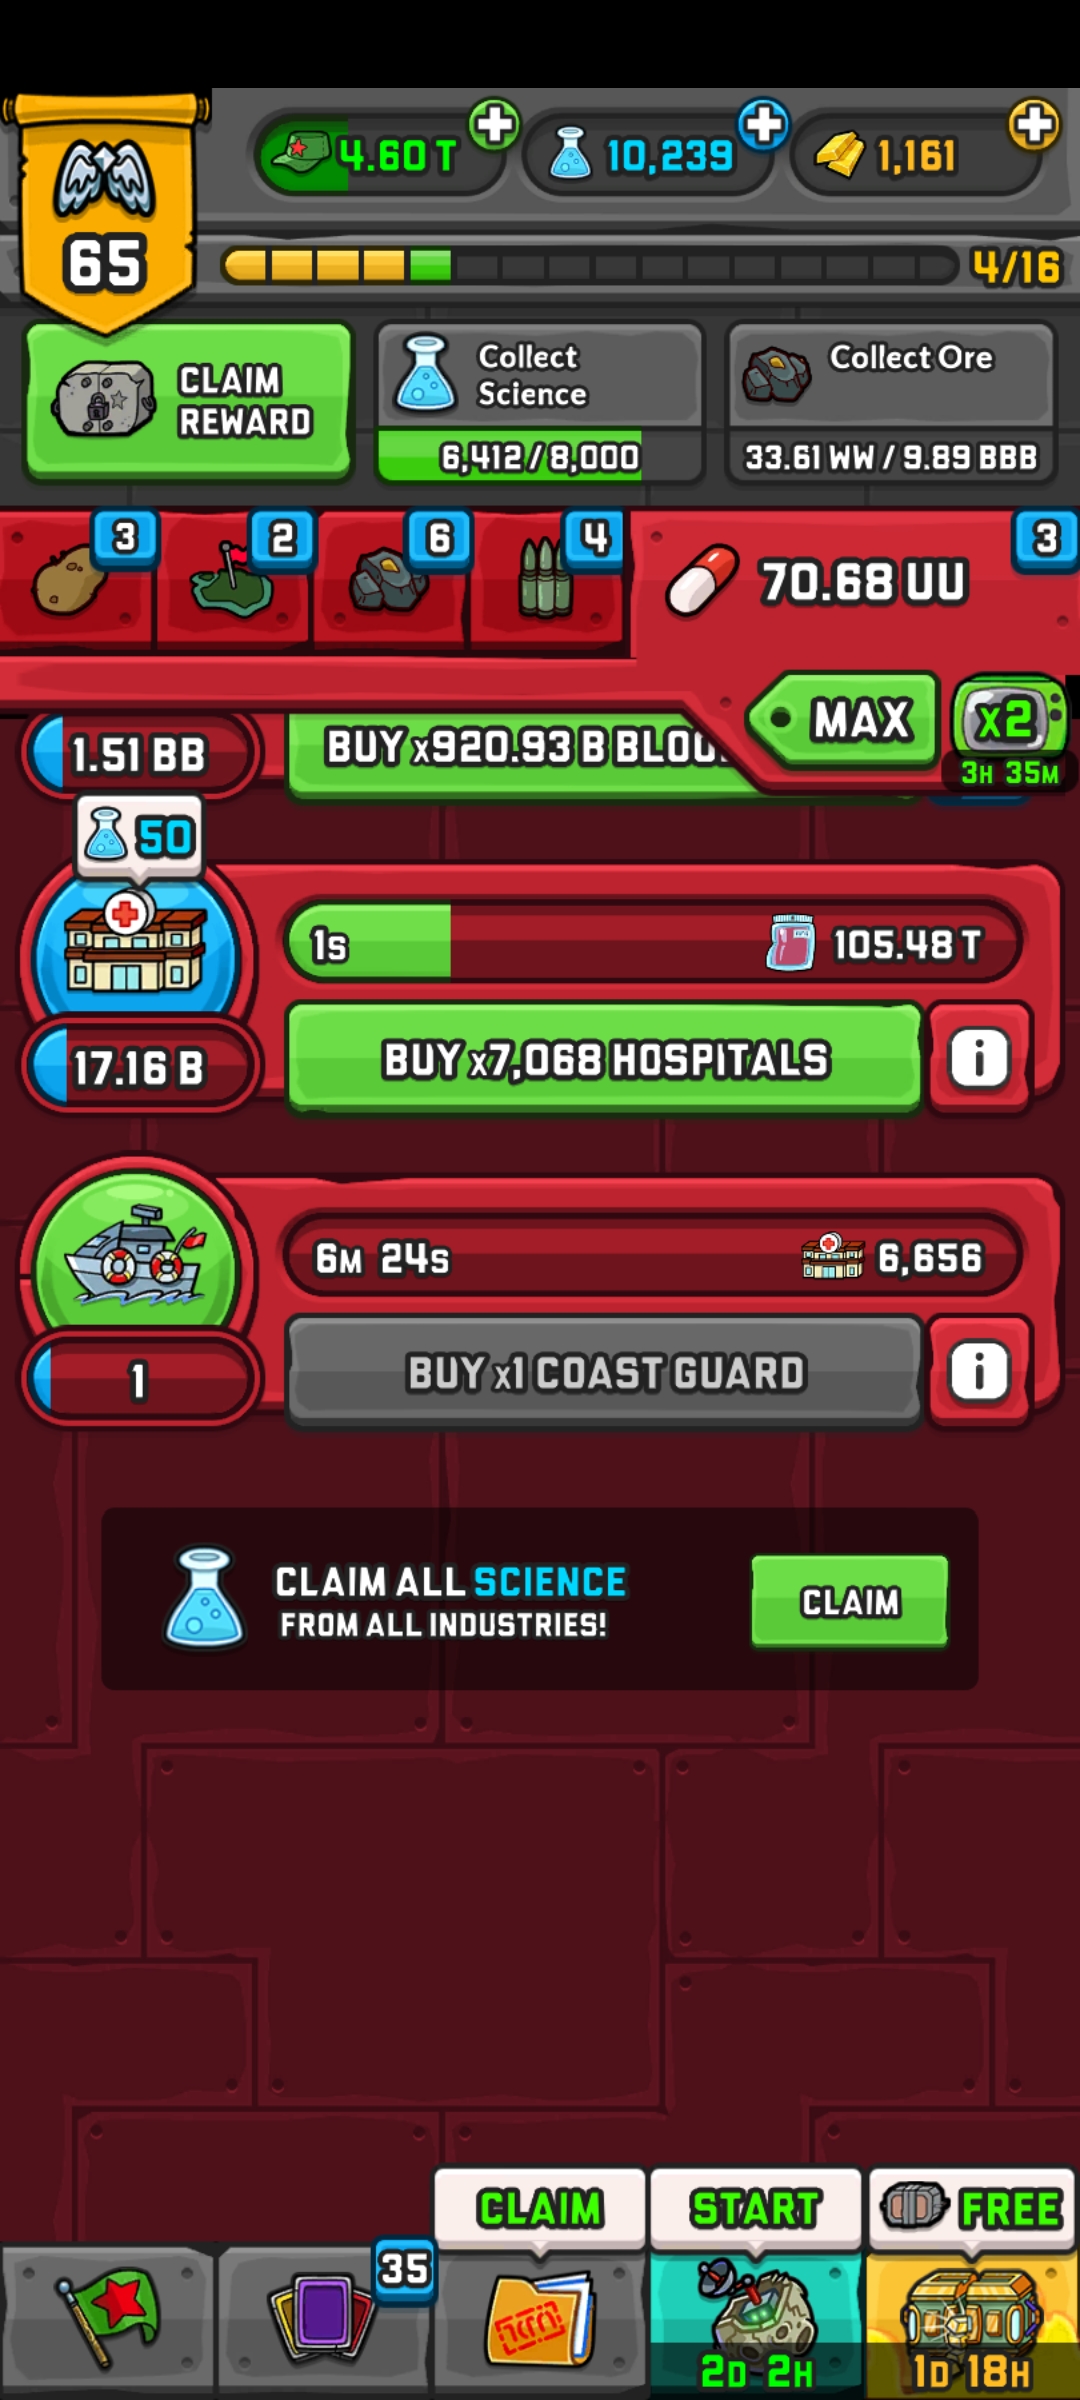 4.60 T
10,239
1,161
65
4/16
CLAIM
REWARD
Collect
Science
6,412/8,000
Collect Ore
33.61 WW / 9.89 BBB
3
2
6
4
70.68 UU
3
MAX
x2
3H 35M
1.51 BB
BUY x920.93 B BLOO
50
1s
105.48 T
17.16 B
BUY x7,068 HOSPITALS
i
6M 24s
6,656
1
BUY x1 COAST GUARD
i
CLAIM ALL SCIENCE
FROM ALL INDUSTRIES!
CLAIM
CLAIM
START
FREE
35
2D 2H
1D 18H